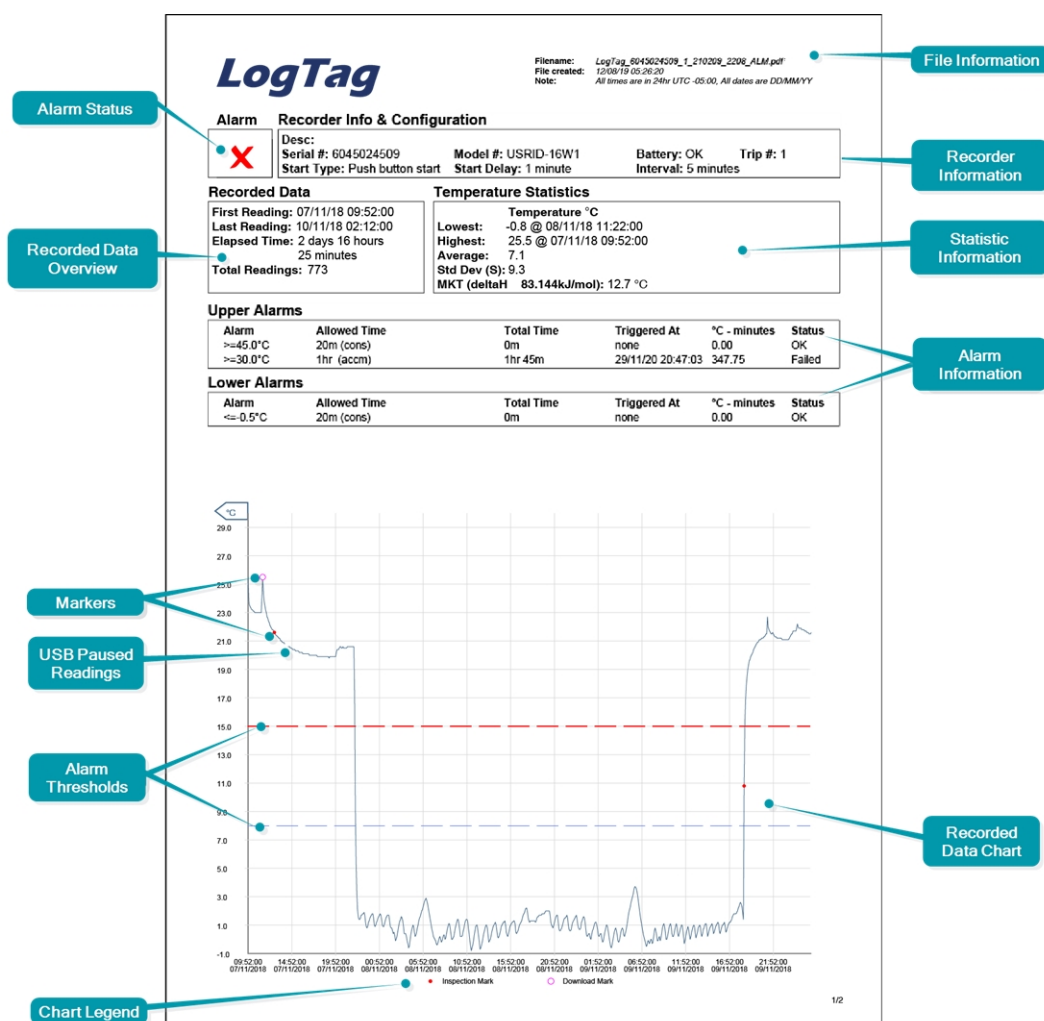 LogTag
Filename: LogTag_6045024509_1_210209_2208_ALM.pdf
File created: 12/08/19 05:26:20
Note: All times are in 24hr UTC -05:00, All dates are DD/MM/YY
File Information
Alarm Status
Alarm
Recorder Info & Configuration
Desc:
Serial #: 6045024509 Model #: USRID-16W1 Battery: OK Trip #: 1
Start Type: Push button start Start Delay: 1 minute Interval: 5 minutes
Recorder
Information
Recorded Data
First Reading: 07/11/18 09:52:00
Last Reading: 10/11/18 02:12:00
Elapsed Time: 2 days 16 hours
25 minutes
Total Readings: 773
Recorded Data
Overview
Temperature Statistics
Temperature °C
Lowest: -0.8 @ 08/11/18 11:22:00
Highest: 25.5 @ 07/11/18 09:52:00
Average: 7.1
Std Dev (S): 9.3
MKT (deltaH 83.144kJ/mol): 12.7 °C
Statistic
Information
Upper Alarms
Alarm Allowed Time Total Time Triggered At °C - minutes Status
>=45.0°C 20m (cons) 0m none 0.00 OK
>=30.0°C 1hr (accm) 1hr 45m 29/11/20 20:47:03 347.75 Failed
Alarm
Information
Lower Alarms
Alarm Allowed Time Total Time Triggered At °C - minutes Status
<=-0.5°C 20m (cons) 0m none 0.00 OK
°C
29.0
27.0
25.0
23.0
21.0
19.0
17.0
15.0
13.0
11.0
9.0
7.0
5.0
3.0
1.0
-1.0
Markers
USB Paused
Readings
Alarm
Thresholds
Recorded
Data Chart
09:52:00 14:52:00 19:52:00 00:52:00 05:52:00 10:52:00 15:52:00 20:52:00 01:52:00 06:52:00 11:52:00 16:52:00 21:52:00
07/11/2018 07/11/2018 07/11/2018 08/11/2018 08/11/2018 08/11/2018 08/11/2018 08/11/2018 09/11/2018 09/11/2018 09/11/2018 09/11/2018 09/11/2018
Inspection Mark Download Mark
Chart Legend
1/2